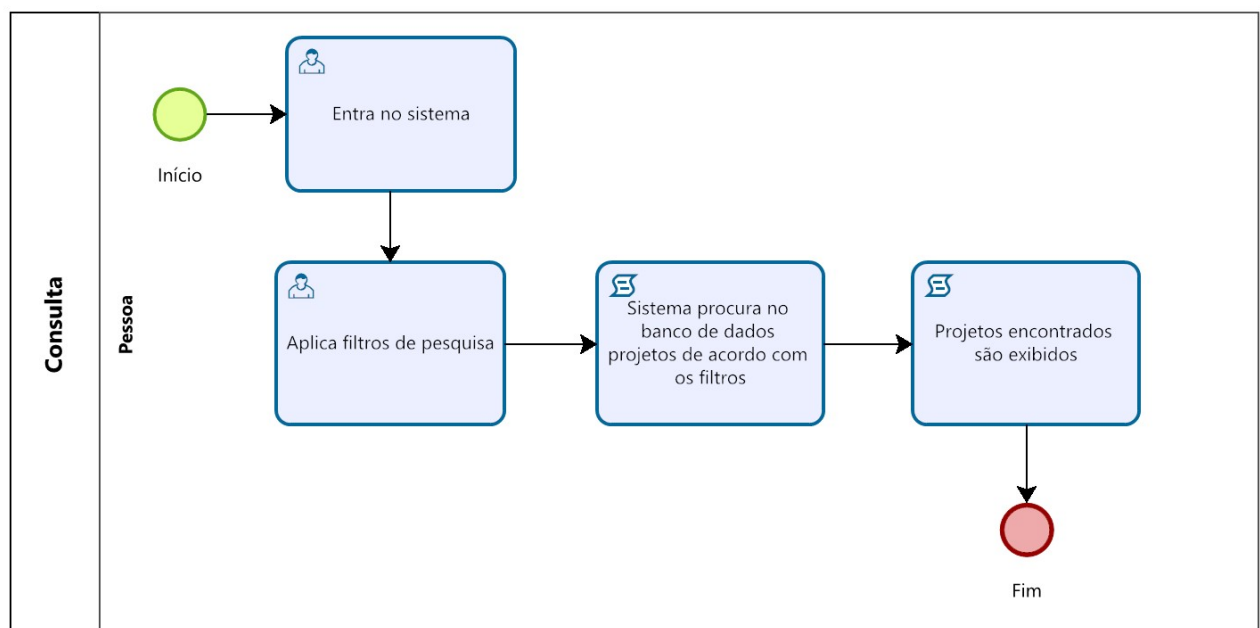 Consulta
Pessoa
Início
Entra no sistema
Aplica filtros de pesquisa
Sistema procura no
banco de dados
projetos de acordo com
os filtros
Projetos encontrados
são exibidos
Fim